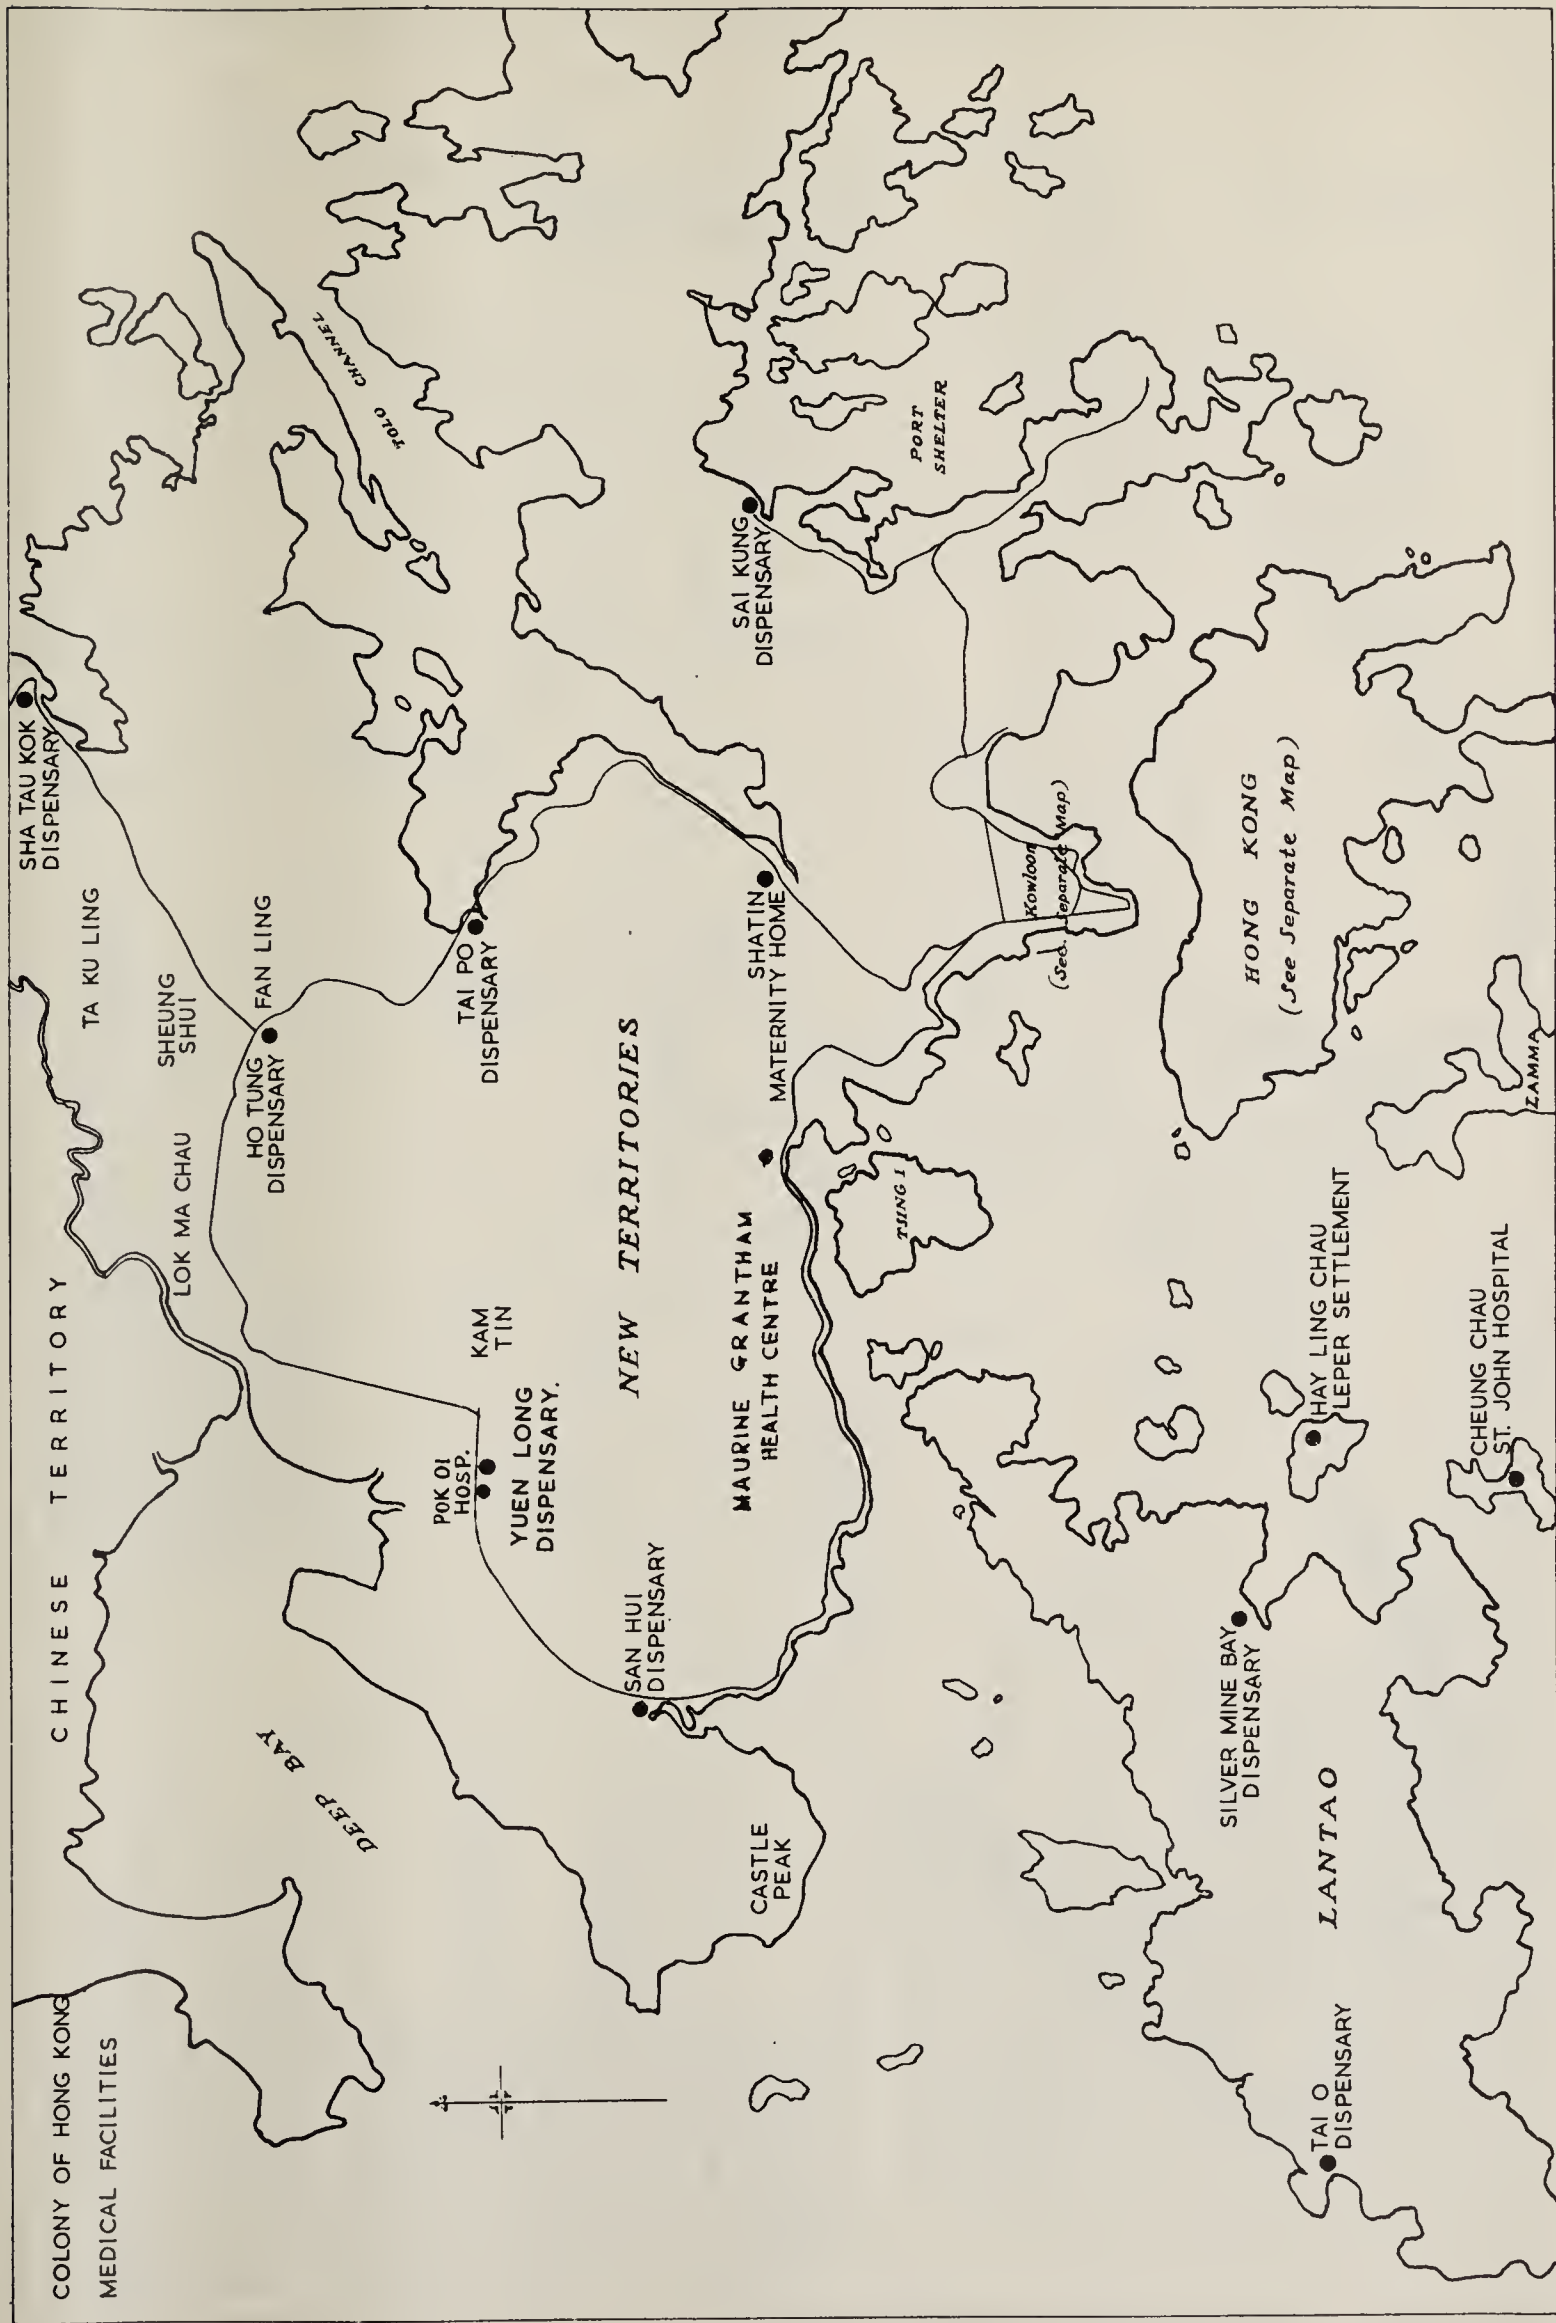 COLONY OF HONG KONG
MEDICAL FACILITIES
CHINESE TERRITORY
DEEP BAY
SHA TAU KOK
DISPENSARY
TA KU LING
SHEUNG
SHUI
FAN LING
HO TUNG
DISPENSARY
LOK MA CHAU
TOLO CHANNEL
TAI PO
DISPENSARY
KAM
TIN
POK OI
HOSP.
YUEN LONG
DISPENSARY.
NEW TERRITORIES
SAN HUI
DISPENSARY
CASTLE
PEAK
MAURINE GRANTHAM
HEALTH CENTRE
SHATIN
MATERNITY HOME
SAI KUNG
DISPENSARY
PORT
SHELTER
TSING I
Kowloon
(See Separate Map)
HONG KONG
(See Separate Map)
SILVER MINE BAY
DISPENSARY
LANTAO
TAI O
DISPENSARY
HAY LING CHAU
LEPER SETTLEMENT
CHEUNG CHAU
ST. JOHN HOSPITAL
LAMMA